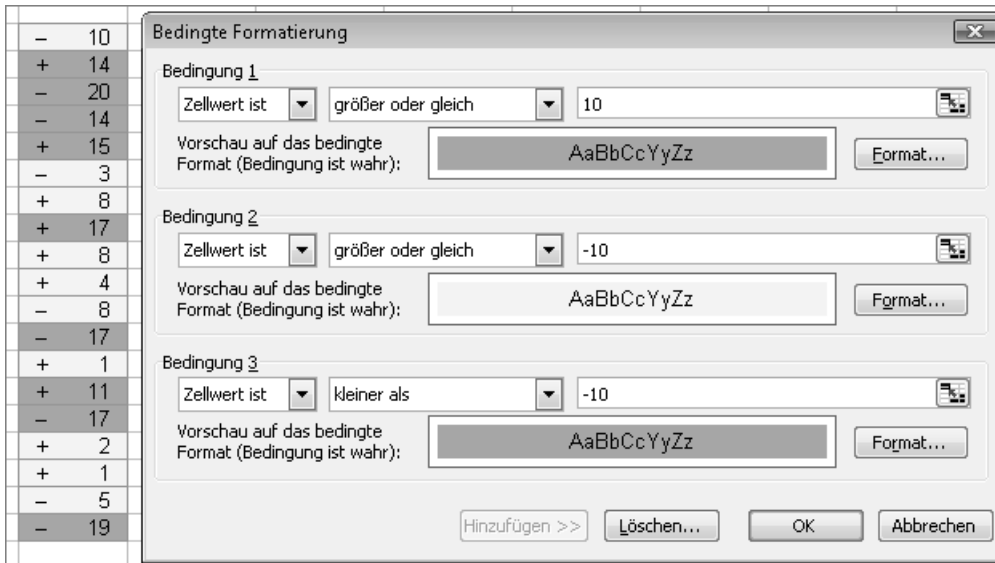 – 10
+ 14
– 20
– 14
+ 15
– 3
+ 8
+ 17
+ 8
+ 4
– 8
– 17
+ 1
+ 11
– 17
+ 2
+ 1
– 5
– 19
Bedingte Formatierung
Bedingung 1
Zellwert ist größer oder gleich 10
Vorschau auf das bedingte
Format (Bedingung ist wahr):
AaBbCcYyZz
Format...
Bedingung 2
Zellwert ist größer oder gleich -10
Vorschau auf das bedingte
Format (Bedingung ist wahr):
AaBbCcYyZz
Format...
Bedingung 3
Zellwert ist kleiner als -10
Vorschau auf das bedingte
Format (Bedingung ist wahr):
AaBbCcYyZz
Format...
Hinzufügen >> Löschen... OK Abbrechen